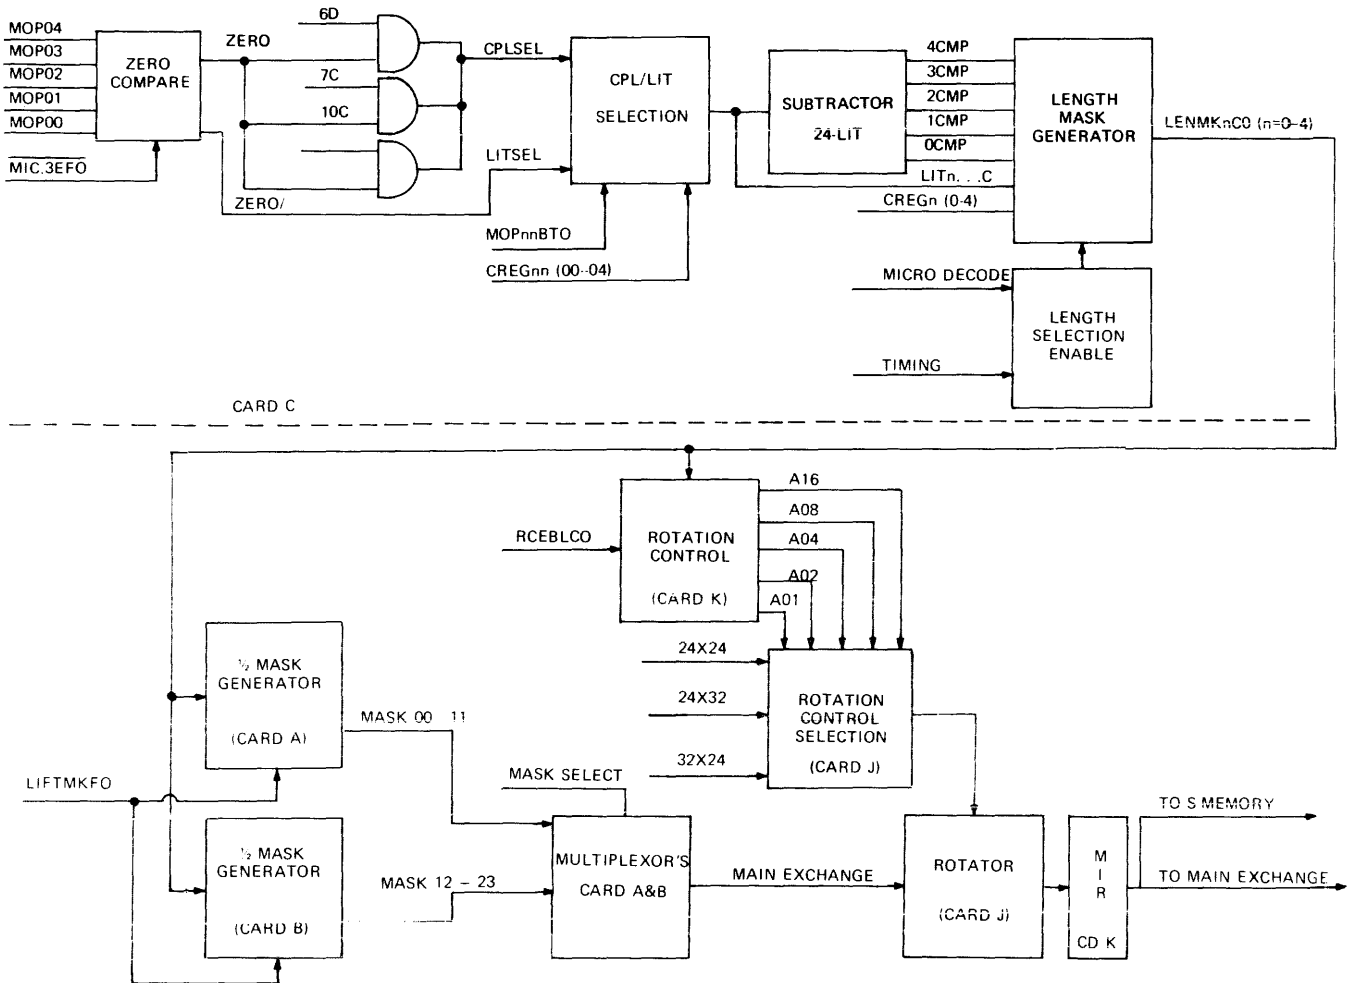 MOP04
MOP03
MOP02
MOP01
MOP00
MIC.3EFO
ZERO
COMPARE
ZERO
ZERO/
6D
7C
10C
CPLSEL
LITSEL
CPL/LIT
SELECTION
MOPnnBTO
CREGnn (00--04)
SUBTRACTOR
24-LIT
4CMP
3CMP
2CMP
1CMP
0CMP
LITn. . .C
CREGn (0-4)
LENGTH
MASK
GENERATOR
LENMKnC0 (n=0-4)
MICRO DECODE
TIMING
LENGTH
SELECTION
ENABLE
CARD C
RCEBLCO
ROTATION
CONTROL
(CARD K)
A16
A08
A04
A02
A01
24X24
24X32
32X24
ROTATION
CONTROL
SELECTION
(CARD J)
½ MASK
GENERATOR
(CARD A)
MASK 00 11
LIFTMKFO
½ MASK
GENERATOR
(CARD B)
MASK 12 – 23
MASK SELECT
MULTIPLEXOR'S
CARD A&B
MAIN EXCHANGE
ROTATOR
(CARD J)
M
I
R
CD K
TO S MEMORY
TO MAIN EXCHANGE